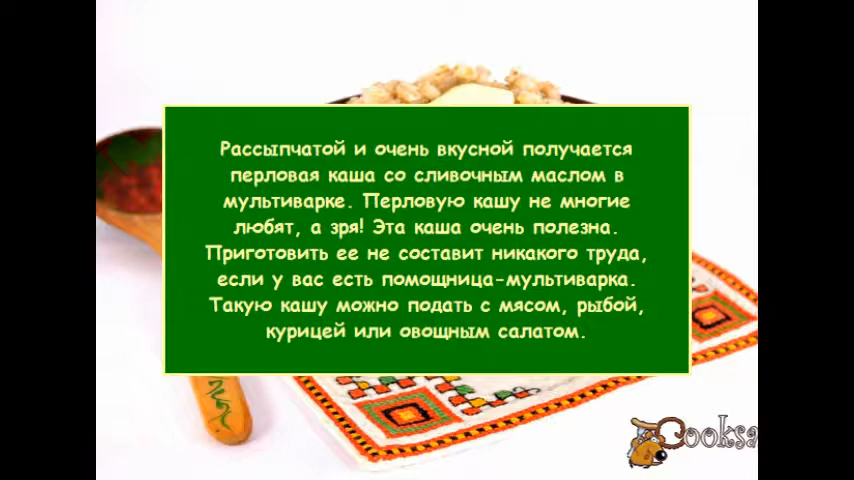 Рассыпчатой и очень вкусной получается
перловая каша со сливочным маслом в
мультиварке. Перловую кашу не многие
любят, а зря! Эта каша очень полезна.
Приготовить ее не составит никакого труда,
если у вас есть помощница-мультиварка.
Такую кашу можно подать с мясом, рыбой,
курицей или овощным салатом.
Cooksa